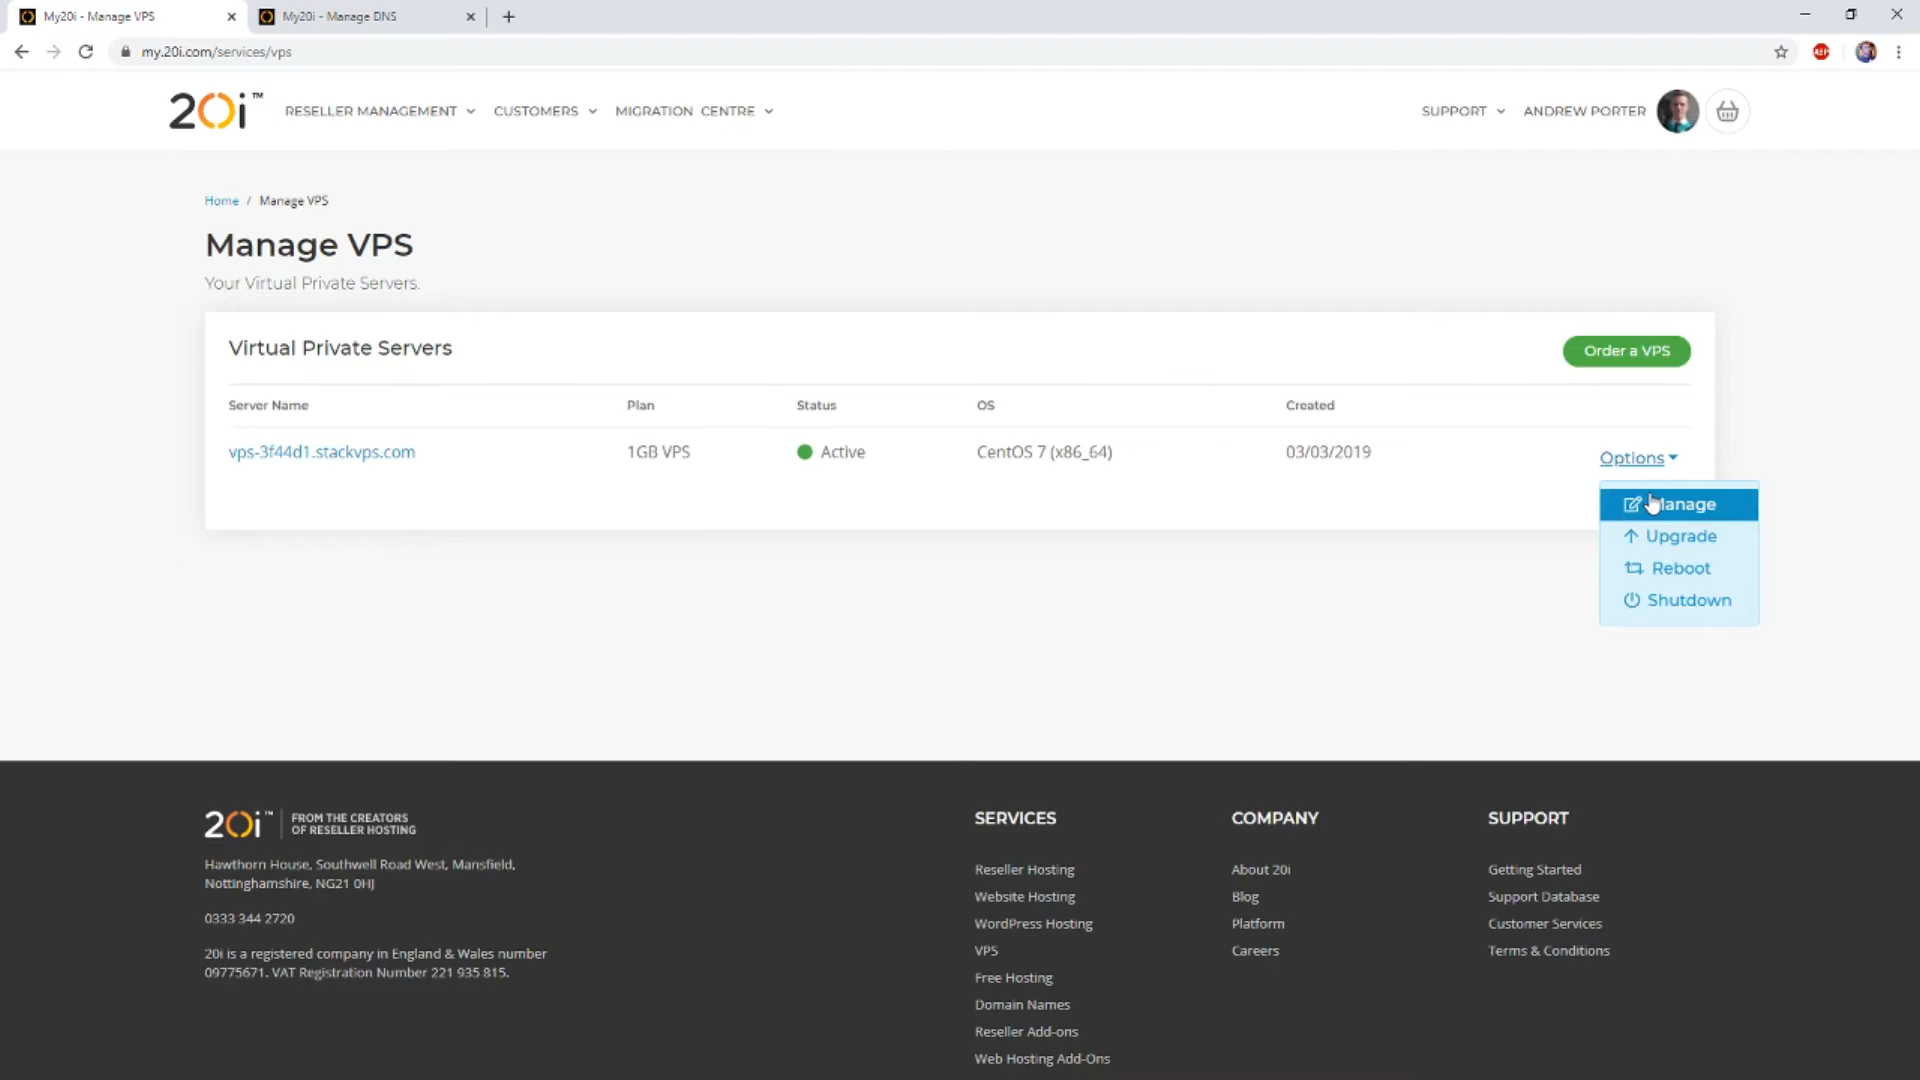 My20i - Manage VPS
My20i - Manage DNS
my.20i.com/services/vps
ABP
20i™
RESELLER MANAGEMENT
CUSTOMERS
MIGRATION CENTRE
SUPPORT
ANDREW PORTER
Home / Manage VPS
Manage VPS
Your Virtual Private Servers.
Virtual Private Servers
Order a VPS
Server Name Plan Status OS Created
vps-3f44d1.stackvps.com 1GB VPS Active CentOS 7 (x86_64) 03/03/2019 Options
Manage
Upgrade
Reboot
Shutdown
20i™ FROM THE CREATORS
OF RESELLER HOSTING
Hawthorn House, Southwell Road West, Mansfield,
Nottinghamshire, NG21 0HJ
0333 344 2720
20i is a registered company in England & Wales number
09775671. VAT Registration Number 221 935 815.
SERVICES
Reseller Hosting
Website Hosting
WordPress Hosting
VPS
Free Hosting
Domain Names
Reseller Add-ons
Web Hosting Add-Ons
COMPANY
About 20i
Blog
Platform
Careers
SUPPORT
Getting Started
Support Database
Customer Services
Terms & Conditions